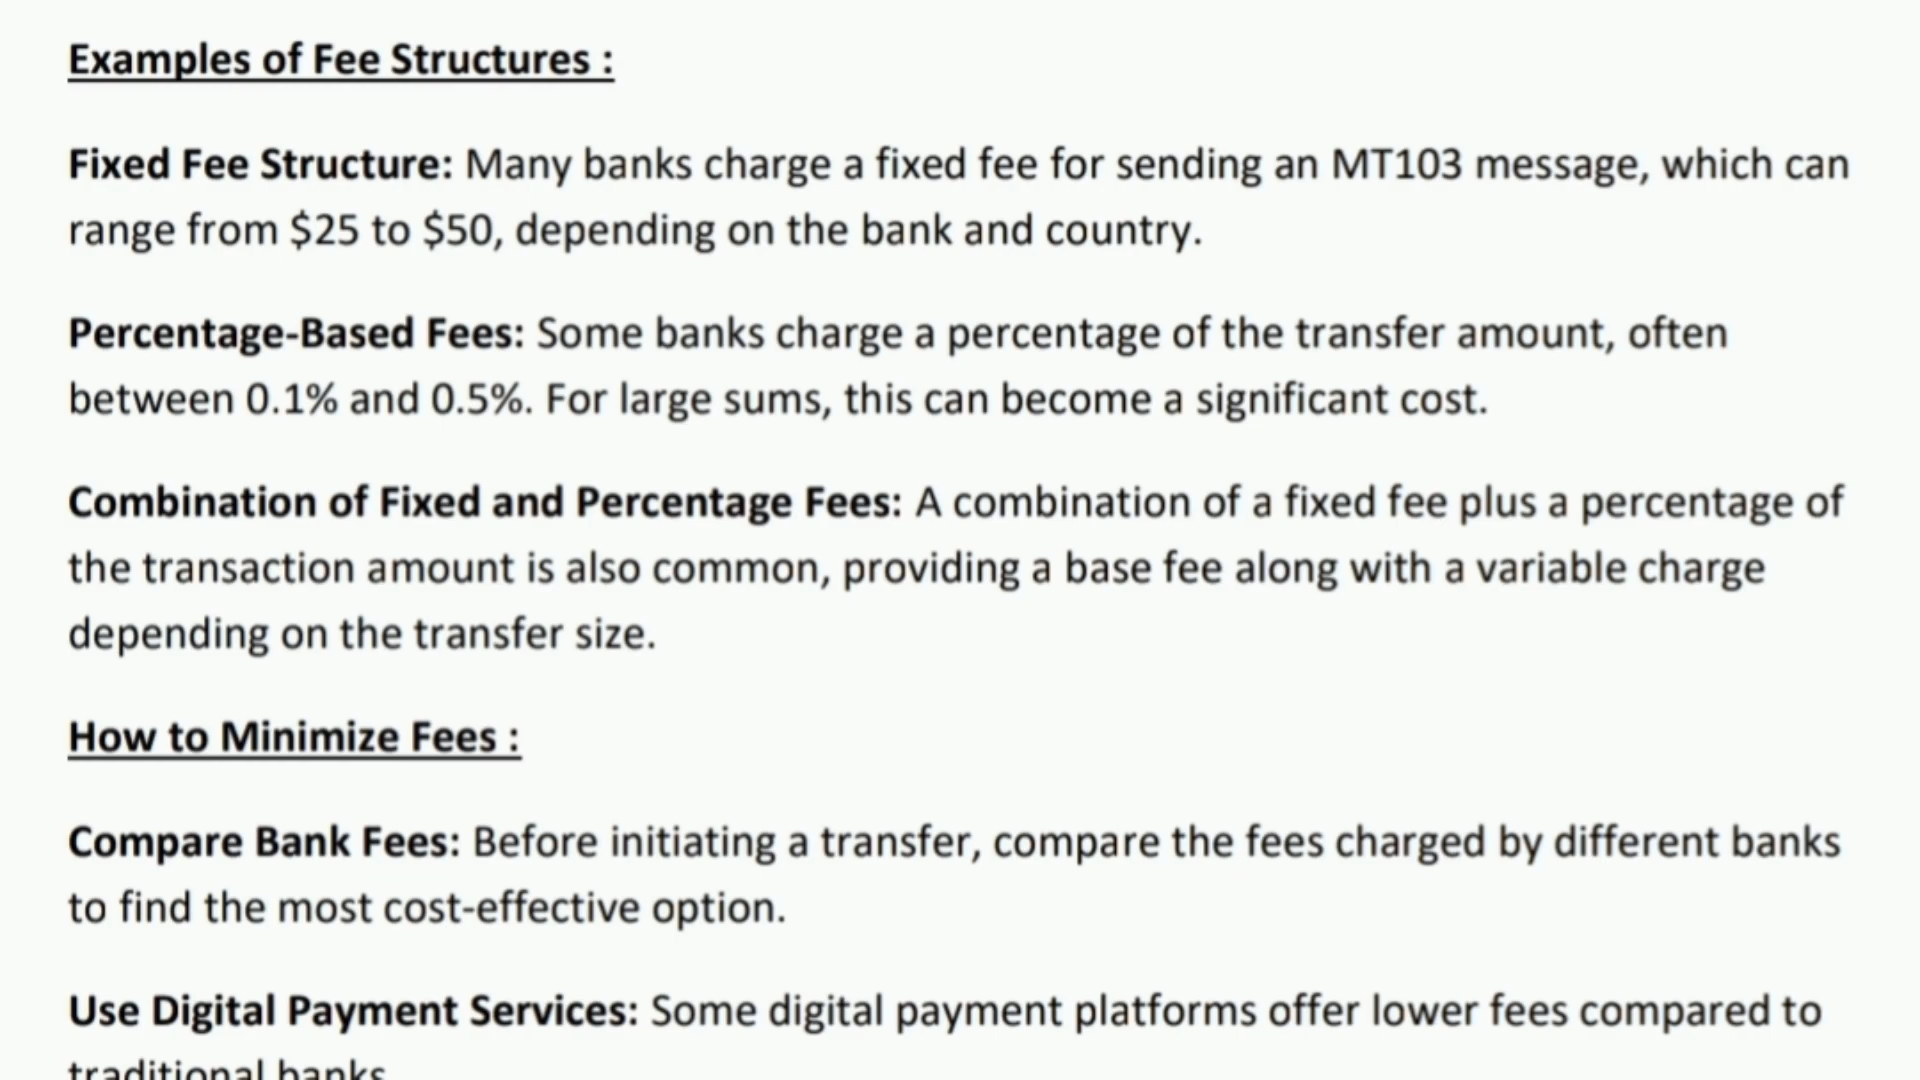 Examples of Fee Structures :
Fixed Fee Structure: Many banks charge a fixed fee for sending an MT103 message, which can
range from $25 to $50, depending on the bank and country.
Percentage-Based Fees: Some banks charge a percentage of the transfer amount, often
between 0.1% and 0.5%. For large sums, this can become a significant cost.
Combination of Fixed and Percentage Fees: A combination of a fixed fee plus a percentage of
the transaction amount is also common, providing a base fee along with a variable charge
depending on the transfer size.
How to Minimize Fees :
Compare Bank Fees: Before initiating a transfer, compare the fees charged by different banks
to find the most cost-effective option.
Use Digital Payment Services: Some digital payment platforms offer lower fees compared to
traditional banks